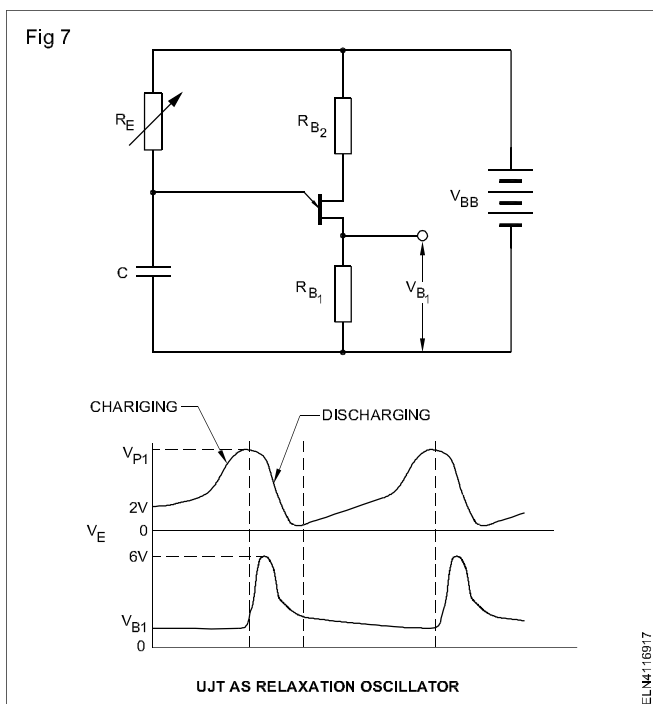 Fig 7
RE
RB2
VBB
C
RB1
VB1
CHARIGING
DISCHARGING
VP1
2V
VE
0
6V
VB1
0
UJT AS RELAXATION OSCILLATOR
ELN4116917